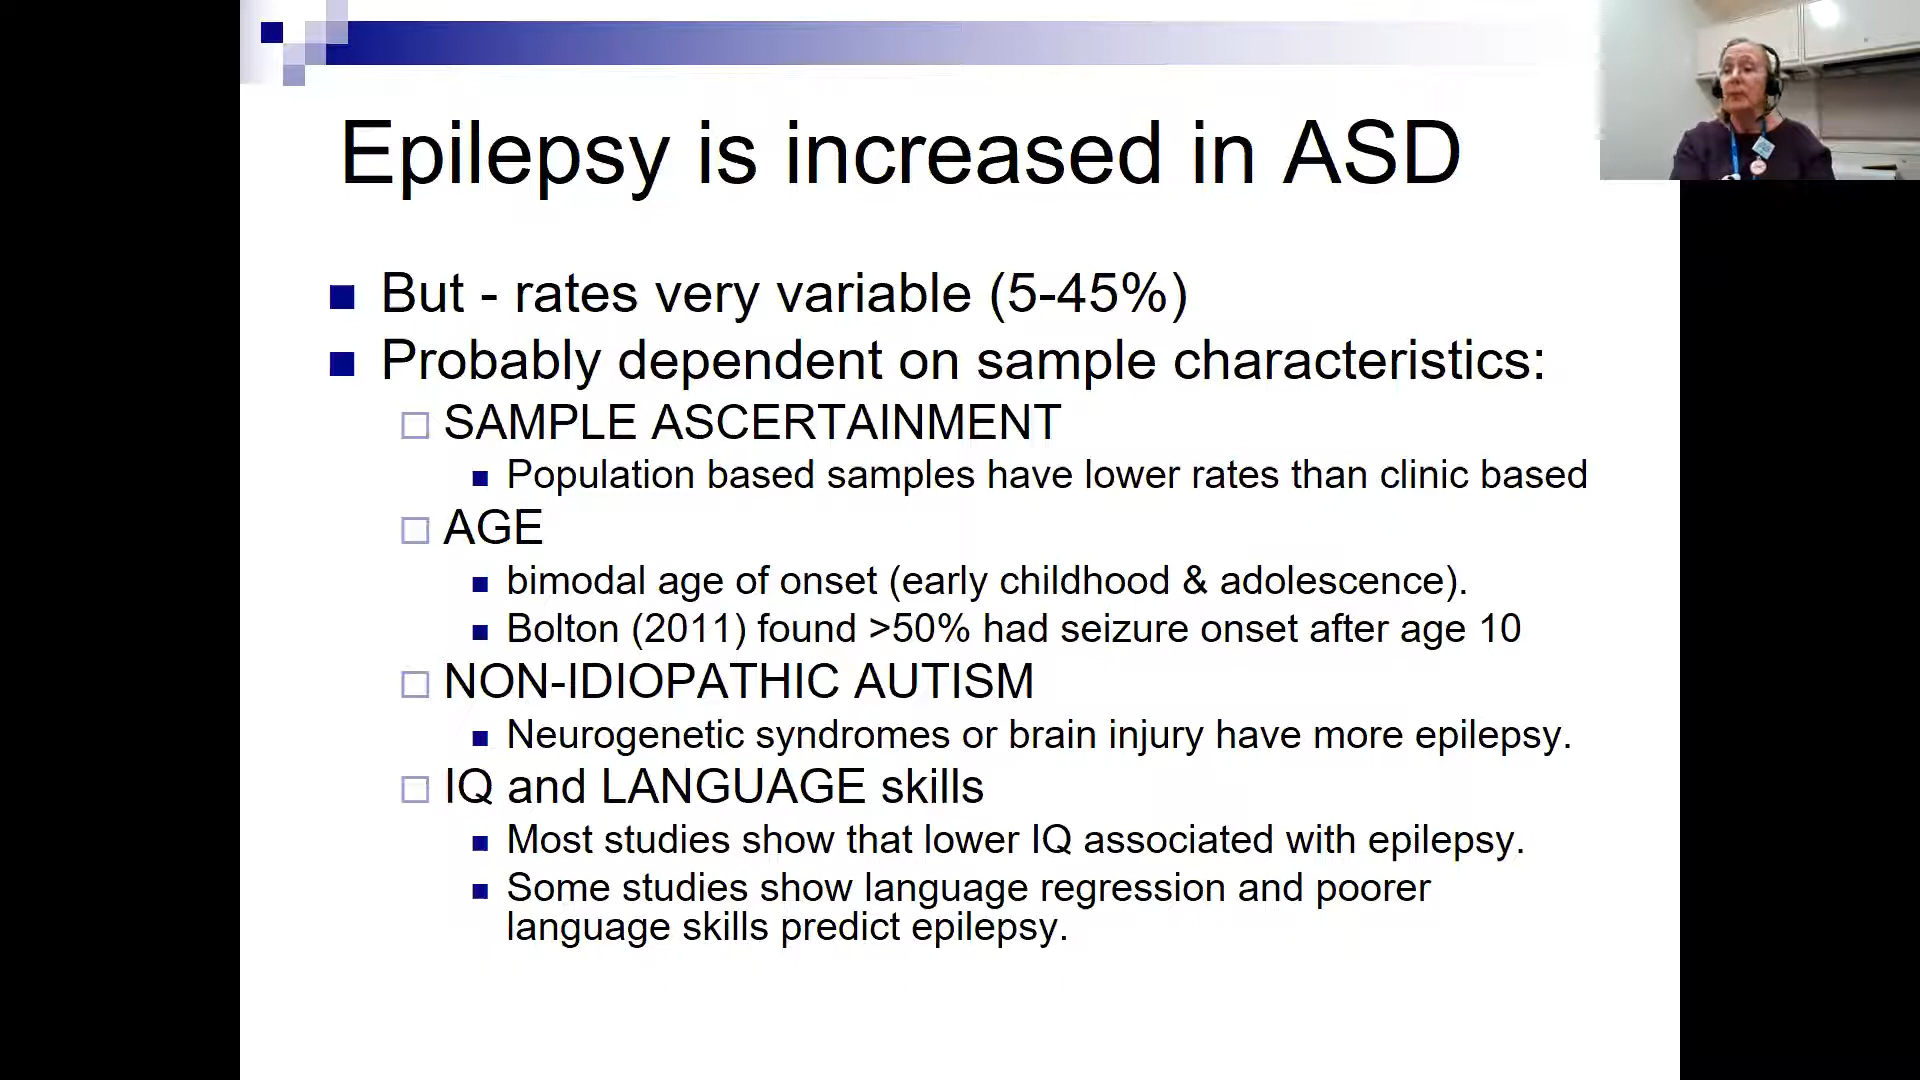 Epilepsy is increased in ASD
But - rates very variable (5-45%)
Probably dependent on sample characteristics:
SAMPLE ASCERTAINMENT
Population based samples have lower rates than clinic based
AGE
bimodal age of onset (early childhood & adolescence).
Bolton (2011) found >50% had seizure onset after age 10
NON-IDIOPATHIC AUTISM
Neurogenetic syndromes or brain injury have more epilepsy.
IQ and LANGUAGE skills
Most studies show that lower IQ associated with epilepsy.
Some studies show language regression and poorer
language skills predict epilepsy.